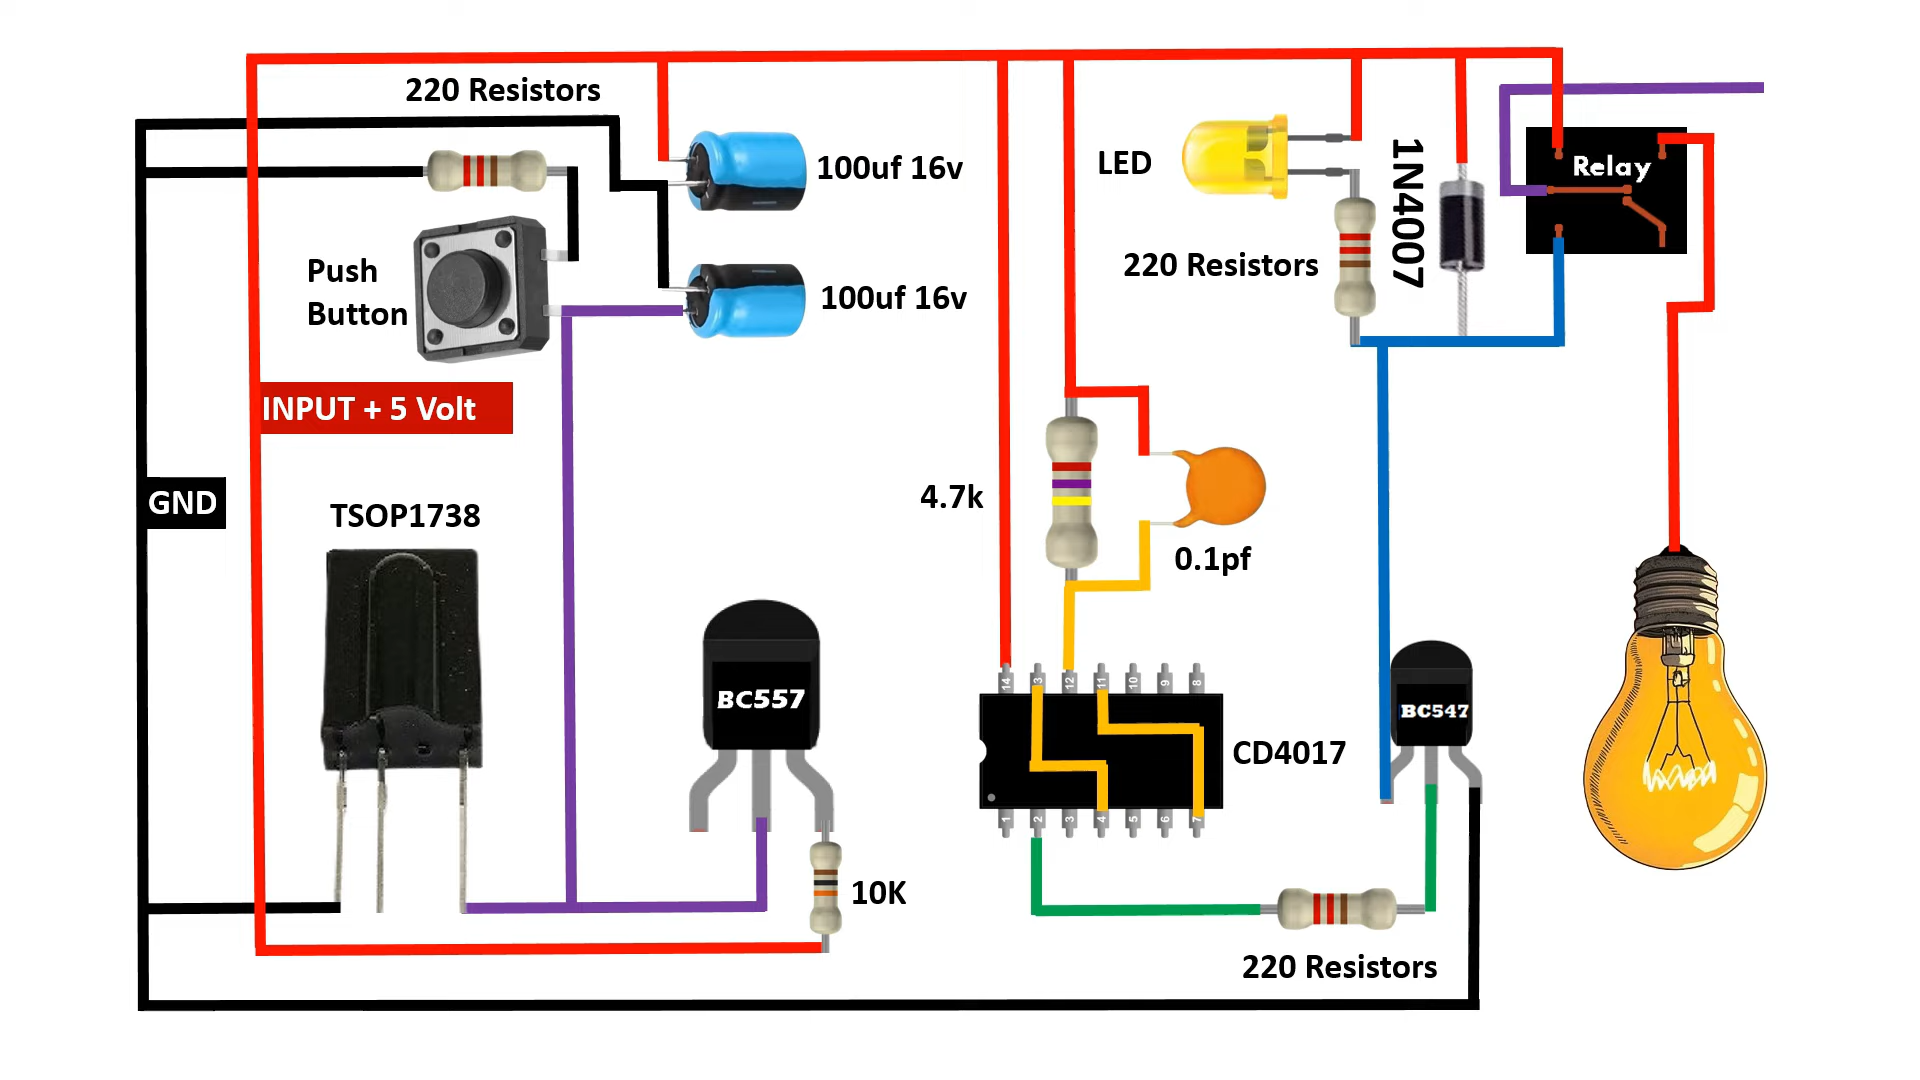 220 Resistors
100uf 16v
LED
1N4007
Relay
Push
Button
220 Resistors
100uf 16v
INPUT + 5 Volt
GND
4.7k
TSOP1738
0.1pf
BC557
14 13 12 11 10 9 8
BC547
CD4017
1 2 3 4 5 6 7
10K
220 Resistors